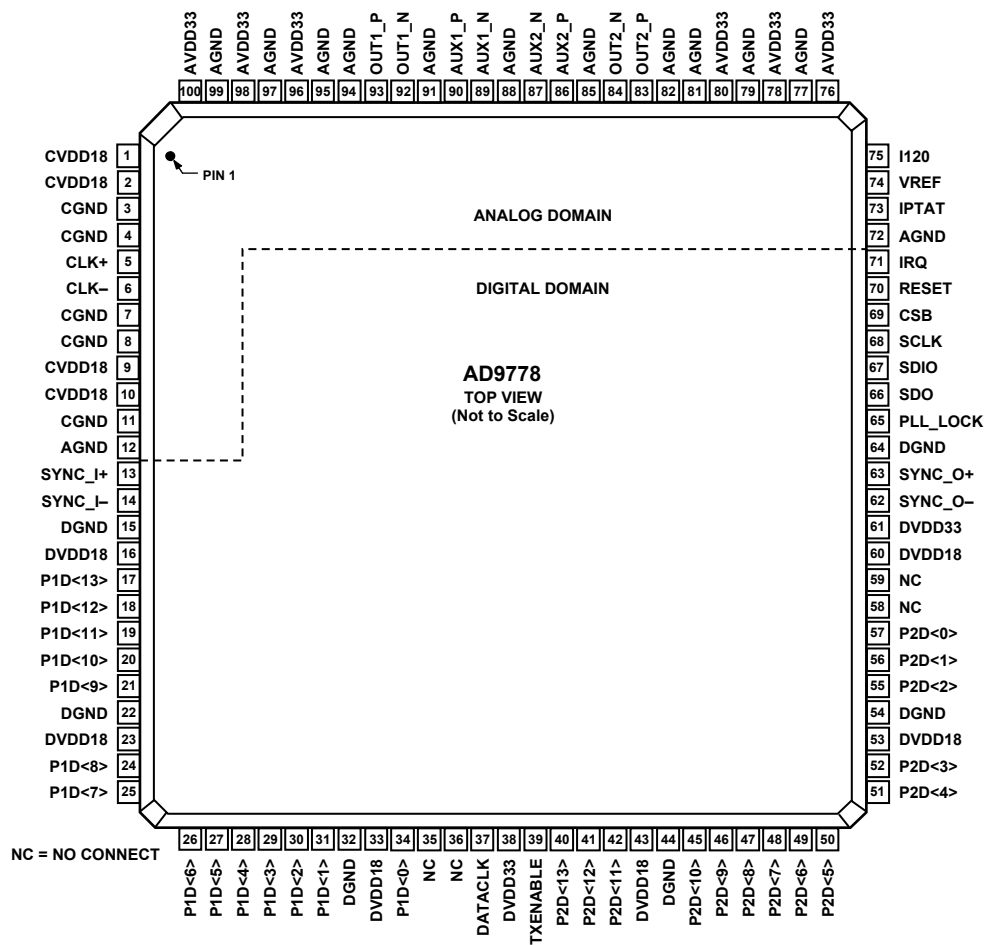 AVDD33
AGND
AVDD33
AGND
AVDD33
AGND
AGND
OUT1_P
OUT1_N
AGND
AUX1_P
AUX1_N
AGND
AUX2_N
AUX2_P
AGND
OUT2_N
OUT2_P
AGND
AGND
AVDD33
AGND
AVDD33
AGND
AVDD33
100 99 98 97 96 95 94 93 92 91 90 89 88 87 86 85 84 83 82 81 80 79 78 77 76
CVDD18 1
CVDD18 2
CGND 3
CGND 4
CLK+ 5
CLK– 6
CGND 7
CGND 8
CVDD18 9
CVDD18 10
CGND 11
AGND 12
SYNC_I+ 13
SYNC_I– 14
DGND 15
DVDD18 16
P1D<13> 17
P1D<12> 18
P1D<11> 19
P1D<10> 20
P1D<9> 21
DGND 22
DVDD18 23
P1D<8> 24
P1D<7> 25
PIN 1
ANALOG DOMAIN
DIGITAL DOMAIN
AD9778
TOP VIEW
(Not to Scale)
75 I120
74 VREF
73 IPTAT
72 AGND
71 IRQ
70 RESET
69 CSB
68 SCLK
67 SDIO
66 SDO
65 PLL_LOCK
64 DGND
63 SYNC_O+
62 SYNC_O–
61 DVDD33
60 DVDD18
59 NC
58 NC
57 P2D<0>
56 P2D<1>
55 P2D<2>
54 DGND
53 DVDD18
52 P2D<3>
51 P2D<4>
26 27 28 29 30 31 32 33 34 35 36 37 38 39 40 41 42 43 44 45 46 47 48 49 50
NC = NO CONNECT
P1D<6>
P1D<5>
P1D<4>
P1D<3>
P1D<2>
P1D<1>
DGND
DVDD18
P1D<0>
NC
NC
DATACLK
DVDD33
TXENABLE
P2D<13>
P2D<12>
P2D<11>
DVDD18
DGND
P2D<10>
P2D<9>
P2D<8>
P2D<7>
P2D<6>
P2D<5>